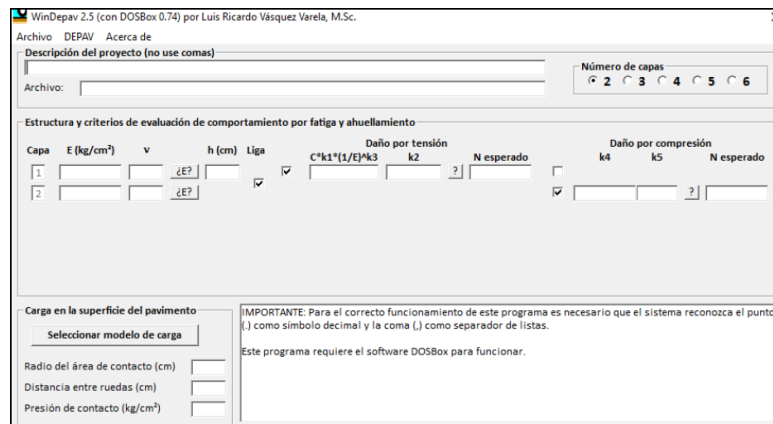 WinDepav 2.5 (con DOSBox 0.74) por Luis Ricardo Vásquez Varela, M.Sc.
Archivo DEPAV Acerca de
Descripción del proyecto (no use comas)
Archivo:
Número de capas
2 3 4 5 6
Estructura y criterios de evaluación de comportamiento por fatiga y ahuellamiento
Daño por tensión Daño por compresión
Capa E (kg/cm²) ν h (cm) Liga C*k1*(1/E)^k3 k2 N esperado k4 k5 N esperado
1 ¿E? ?
2 ¿E? ?
Carga en la superficie del pavimento
Seleccionar modelo de carga
Radio del área de contacto (cm)
Distancia entre ruedas (cm)
Presión de contacto (kg/cm²)
IMPORTANTE: Para el correcto funcionamiento de este programa es necesario que el sistema reconozca el punto
(.) como símbolo decimal y la coma (,) como separador de listas.
Este programa requiere el software DOSBox para funcionar.